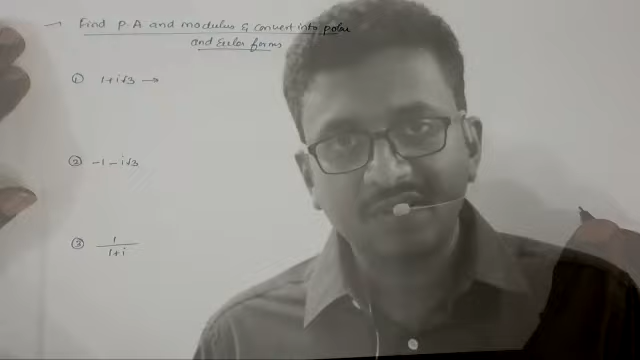 → Find P.A and modulus & convert into polar
and Euler forms
① 1+i√3 →
② -1-i√3
③ 1/(1+i)